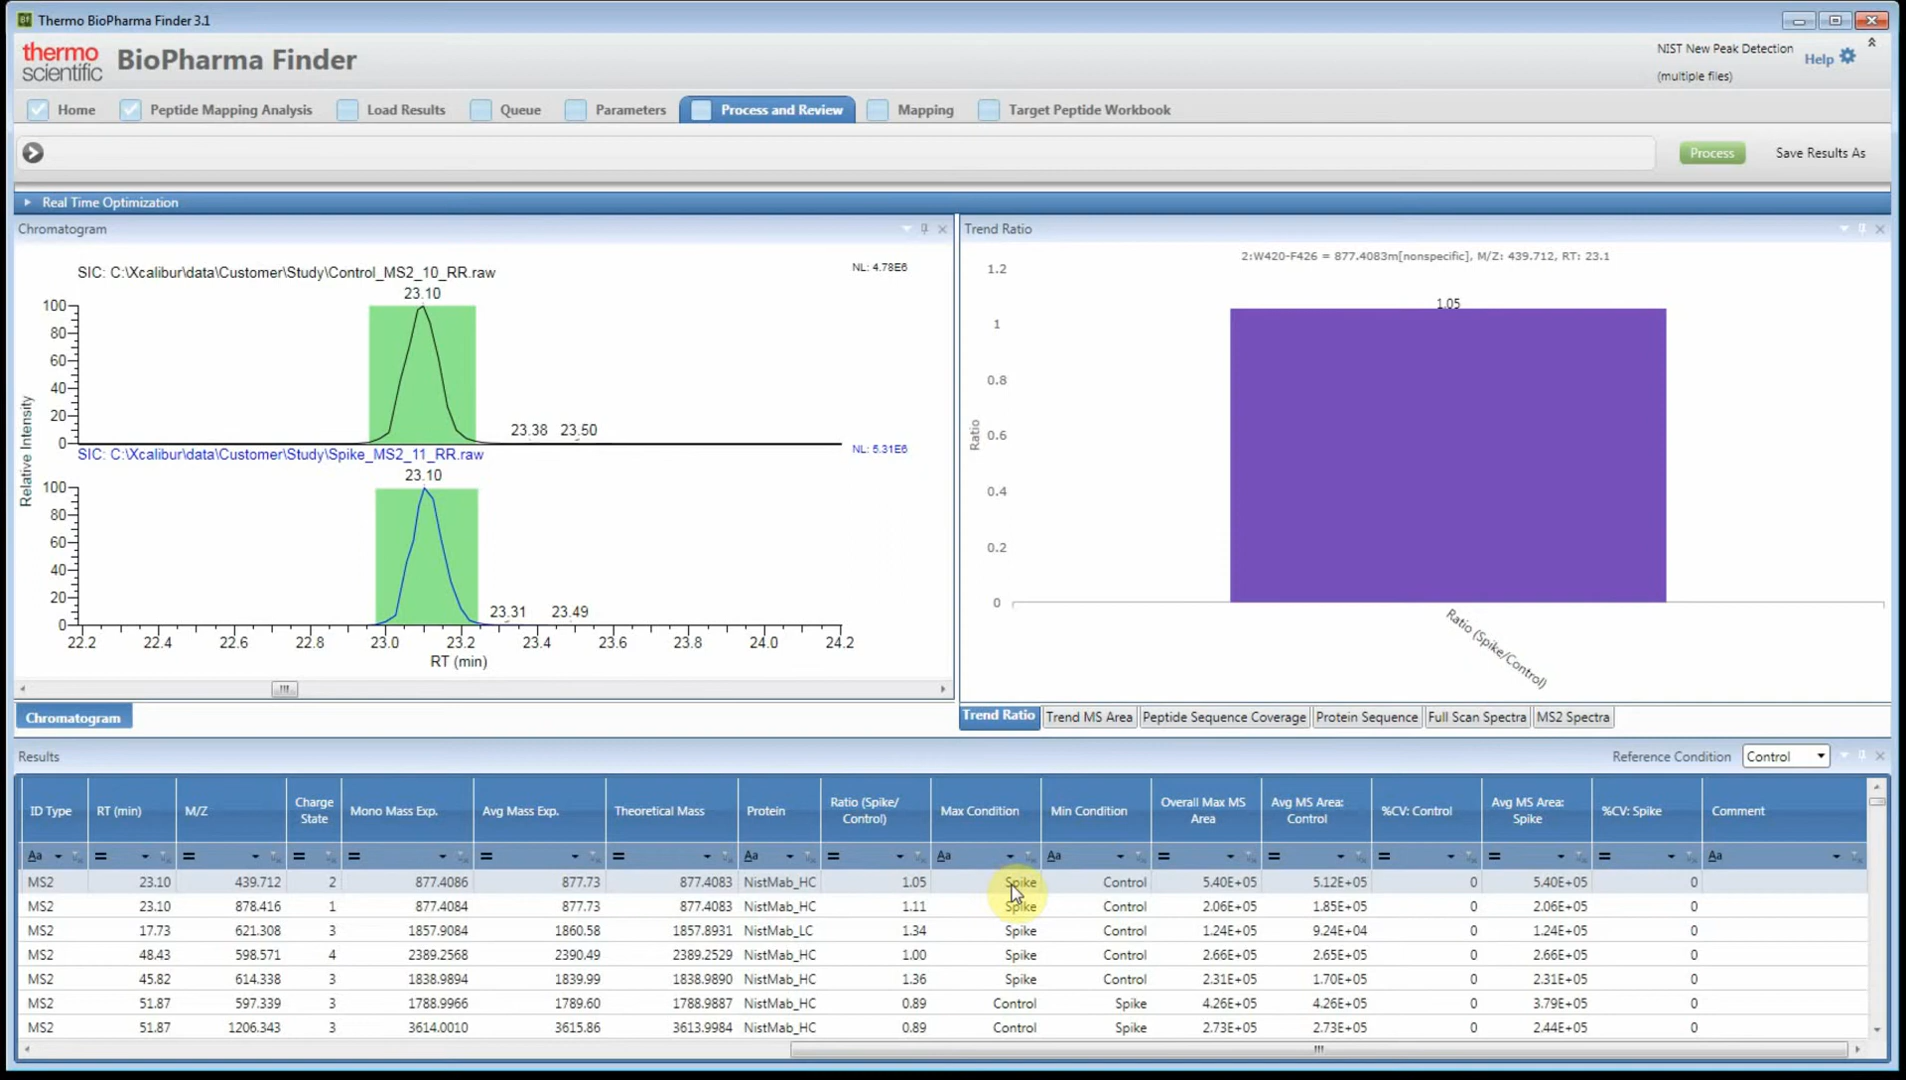 Thermo BioPharma Finder 3.1
thermo
scientific
BioPharma Finder
NIST New Peak Detection
(multiple files)
Help
Home
Peptide Mapping Analysis
Load Results
Queue
Parameters
Process and Review
Mapping
Target Peptide Workbook
Process
Save Results As
Real Time Optimization
Chromatogram
SIC: C:\Xcalibur\data\Customer\Study\Control_MS2_10_RR.raw
NL: 4.78E6
23.10
100
80
60
40
20
0
23.38 23.50
SIC: C:\Xcalibur\data\Customer\Study\Spike_MS2_11_RR.raw
NL: 5.31E6
23.10
100
80
60
40
20
0
23.31 23.49
22.2 22.4 22.6 22.8 23.0 23.2 23.4 23.6 23.8 24.0 24.2
RT (min)
Relative Intensity
Chromatogram
Trend Ratio
2:W420-F426 = 877.4083m[nonspecific], M/Z: 439.712, RT: 23.1
1.2
1
0.8
0.6
0.4
0.2
0
Ratio
1.05
Ratio (Spike/Control)
Trend Ratio
Trend MS Area
Peptide Sequence Coverage
Protein Sequence
Full Scan Spectra
MS2 Spectra
Results
Reference Condition
Control
ID Type RT (min) M/Z Charge State Mono Mass Exp. Avg Mass Exp. Theoretical Mass Protein Ratio (Spike/Control) Max Condition Min Condition Overall Max MS Area Avg MS Area: Control %CV: Control Avg MS Area: Spike %CV: Spike Comment
Aa = = = = = = Aa = Aa Aa = = = = = Aa
MS2 23.10 439.712 2 877.4086 877.73 877.4083 NistMab_HC 1.05 Spike Control 5.40E+05 5.12E+05 0 5.40E+05 0
MS2 23.10 878.416 1 877.4084 877.73 877.4083 NistMab_HC 1.11 Spike Control 2.06E+05 1.85E+05 0 2.06E+05 0
MS2 17.73 621.308 3 1857.9084 1860.58 1857.8931 NistMab_LC 1.34 Spike Control 1.24E+05 9.24E+04 0 1.24E+05 0
MS2 48.43 598.571 4 2389.2568 2390.49 2389.2529 NistMab_HC 1.00 Spike Control 2.66E+05 2.65E+05 0 2.66E+05 0
MS2 45.82 614.338 3 1838.9894 1839.99 1838.9890 NistMab_HC 1.36 Spike Control 2.31E+05 1.70E+05 0 2.31E+05 0
MS2 51.87 597.339 3 1788.9966 1789.60 1788.9887 NistMab_HC 0.89 Control Spike 4.26E+05 4.26E+05 0 3.79E+05 0
MS2 51.87 1206.343 3 3614.0010 3615.86 3613.9984 NistMab_HC 0.89 Control Spike 2.73E+05 2.73E+05 0 2.44E+05 0